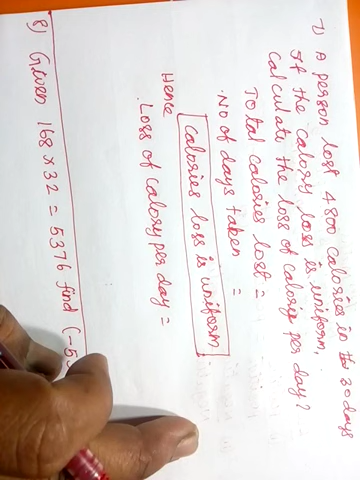 7) A person lost 4800 calories in the 30 days
If the calory loss is uniform,
calculate the loss of calory per day?
Total calories lost =
No of days taken =
calories loss is uniform
Hence
Loss of calory per day =
8) Given 168 x 32 = 5376 find (-53